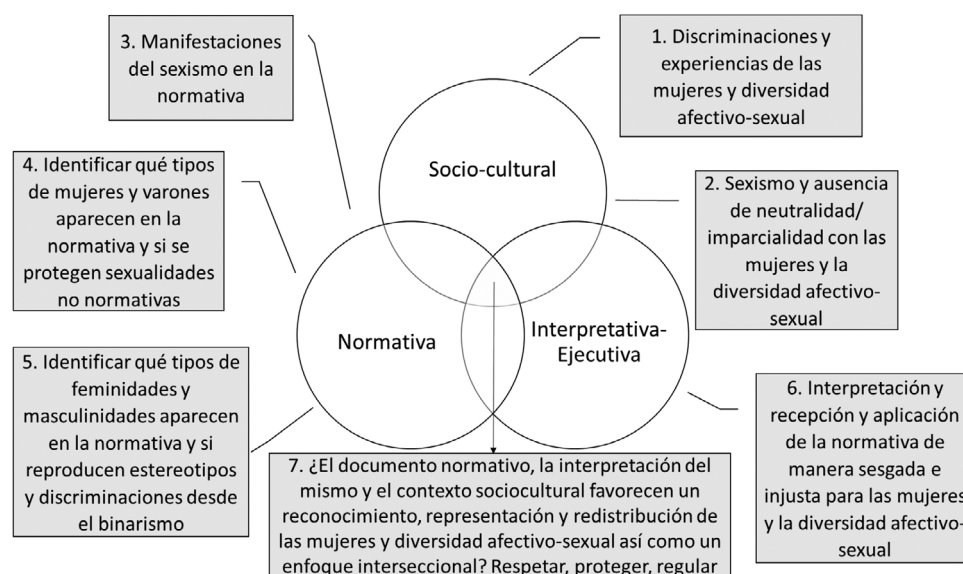 3. Manifestaciones
del sexismo en la
normativa
1. Discriminaciones y
experiencias de las
mujeres y diversidad
afectivo-sexual
Socio-cultural
4. Identificar qué tipos
de mujeres y varones
aparecen en la
normativa y si se
protegen sexualidades
no normativas
2. Sexismo y ausencia
de neutralidad/
imparcialidad con las
mujeres y la
diversidad afectivo-
sexual
Normativa
Interpretativa-
Ejecutiva
5. Identificar qué tipos de
feminidades y
masculinidades aparecen
en la normativa y si
reproducen estereotipos
y discriminaciones desde
el binarismo
6. Interpretación y
recepción y aplicación
de la normativa de
manera sesgada e
injusta para las mujeres
y la diversidad afectivo-
sexual
7. ¿El documento normativo, la interpretación del
mismo y el contexto sociocultural favorecen un
reconocimiento, representación y redistribución de
las mujeres y diversidad afectivo-sexual así como un
enfoque interseccional? Respetar, proteger, regular